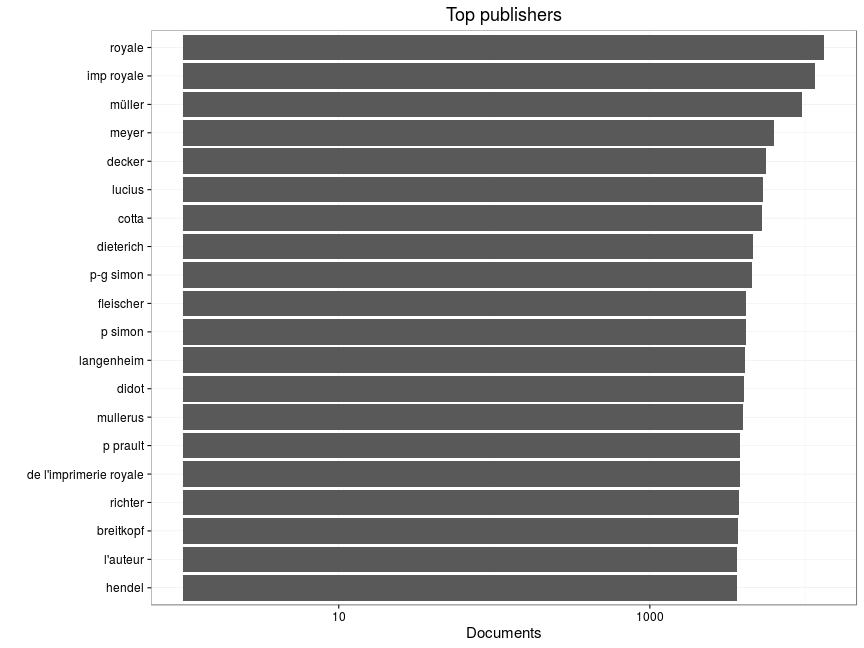 Top publishers
royale
imp royale
müller
meyer
decker
lucius
cotta
dieterich
p-g simon
fleischer
p simon
langenheim
didot
mullerus
p prault
de l'imprimerie royale
richter
breitkopf
l'auteur
hendel
10 1000
Documents